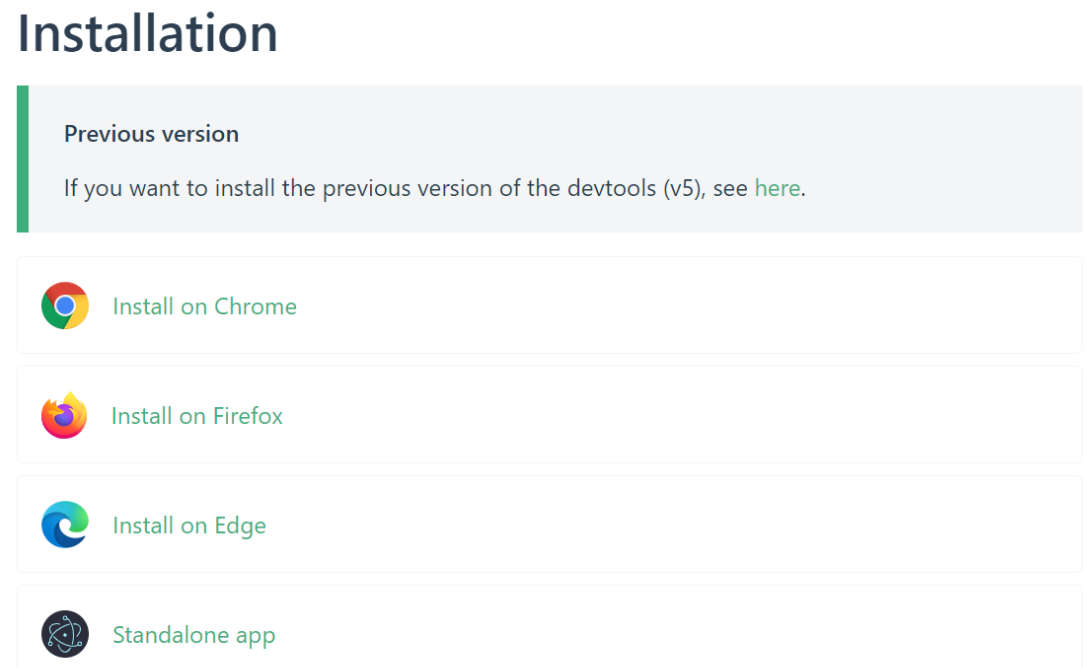 Installation
Previous version
If you want to install the previous version of the devtools (v5), see here.
Install on Chrome
Install on Firefox
Install on Edge
Standalone app